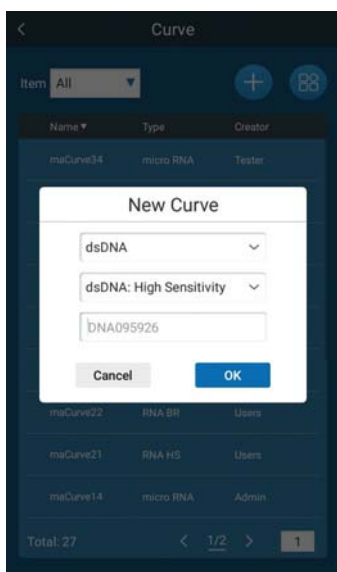 Curve
Item All
Name Type Creator
maCurve34 micro RNA Tester
New Curve
dsDNA
dsDNA: High Sensitivity
DNA095926
Cancel OK
maCurve22 RNA BR Users
maCurve21 RNA HS Users
maCurve14 micro RNA Admin
Total: 27 < 1/2 > 1